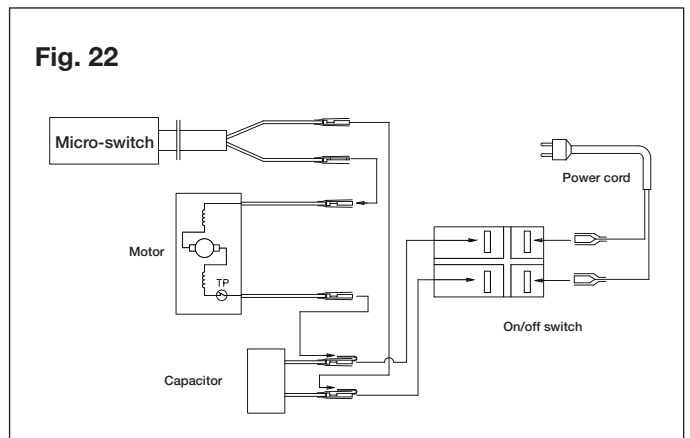 Fig. 22
Micro-switch
Power cord
Motor
TP
On/off switch
Capacitor